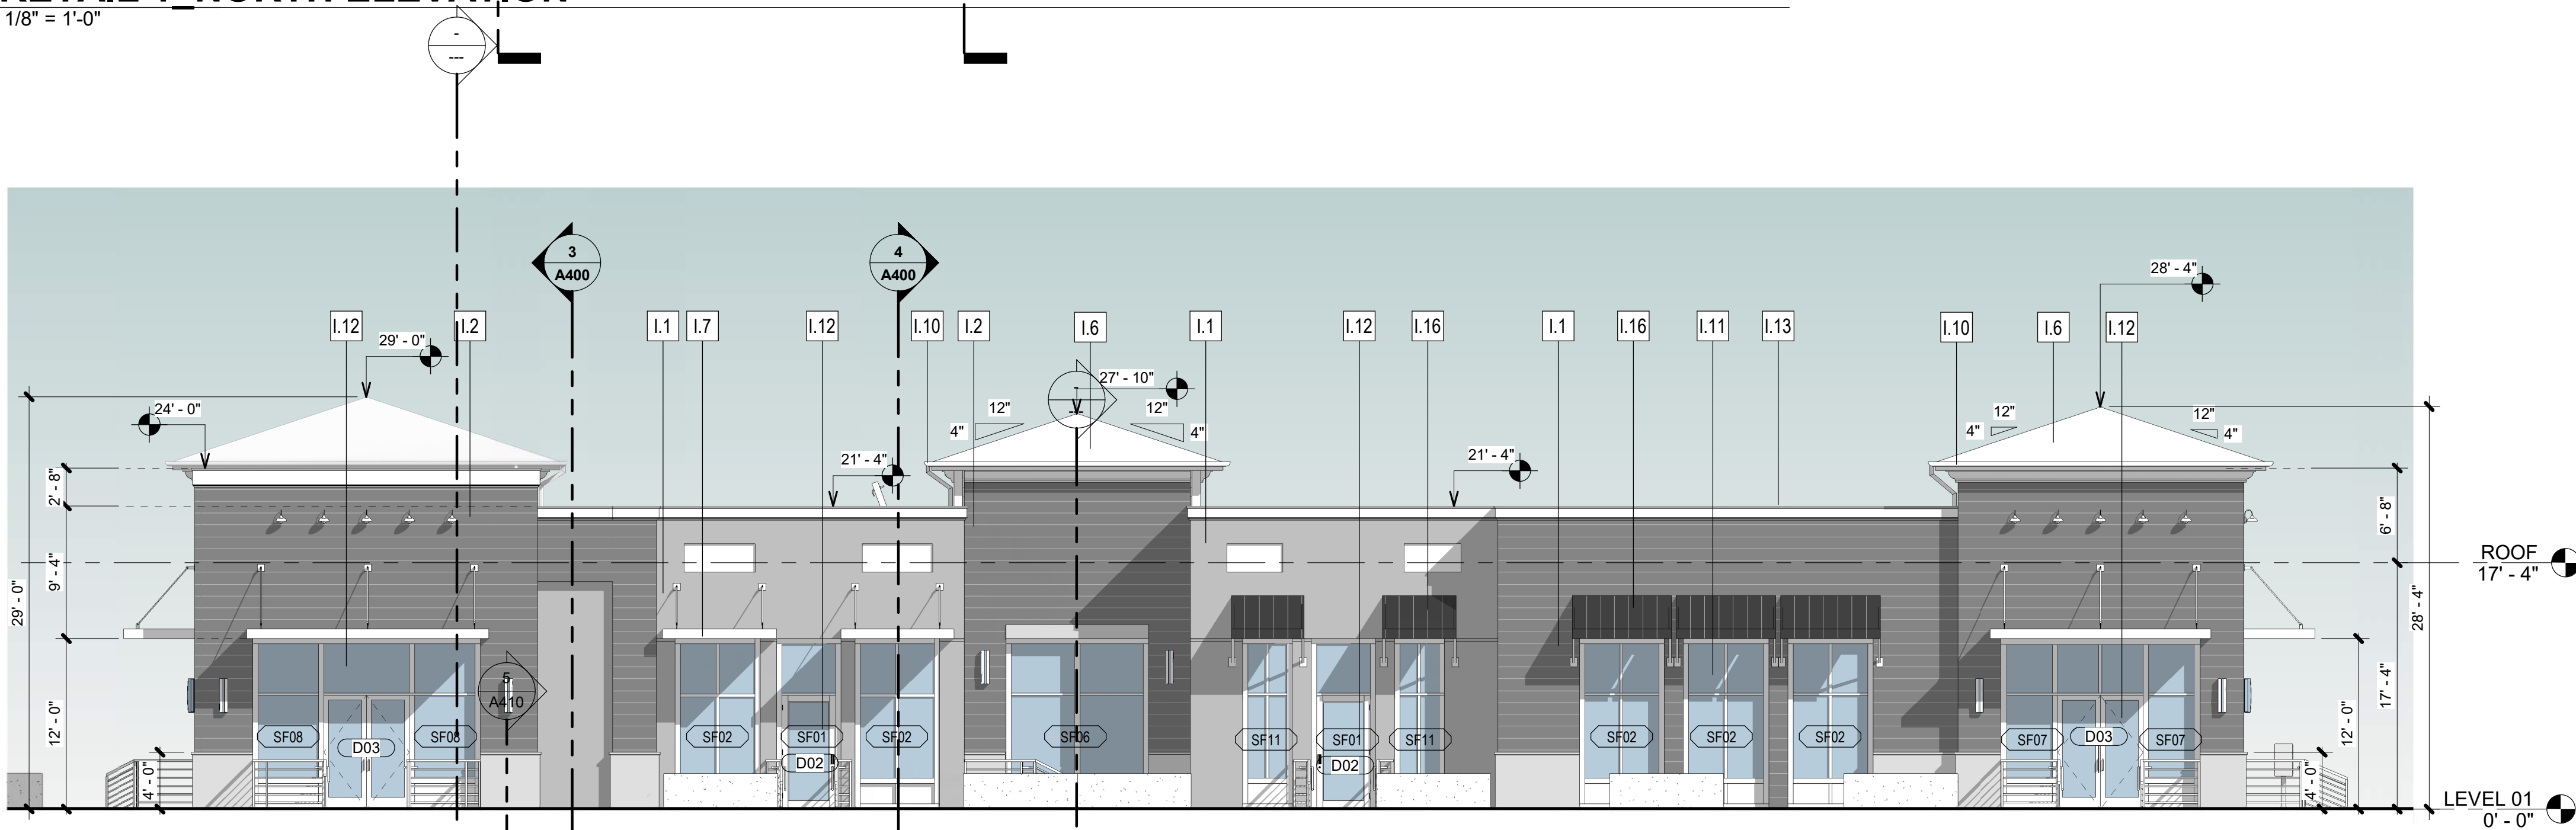 1/8" = 1'-0"
-
---
3
A400
4
A400
28' - 4"
I.12
I.2
I.1
I.7
I.12
I.10
I.2
I.6
I.1
I.12
I.16
I.1
I.16
I.11
I.13
I.10
I.6
I.12
29' - 0"
27' - 10"
24' - 0"
12"
12"
12"
12"
4"
4"
4"
4"
21' - 4"
21' - 4"
2' - 8"
6' - 8"
9' - 4"
ROOF
17' - 4"
29' - 0"
28' - 4"
5
A410
17' - 4"
12' - 0"
12' - 0"
SF08
D03
SF08
SF02
SF01
SF02
SF06
SF11
SF01
SF11
SF02
SF02
SF02
SF07
D03
SF07
D02
D02
4' - 0"
4' - 0"
LEVEL 01
0' - 0"